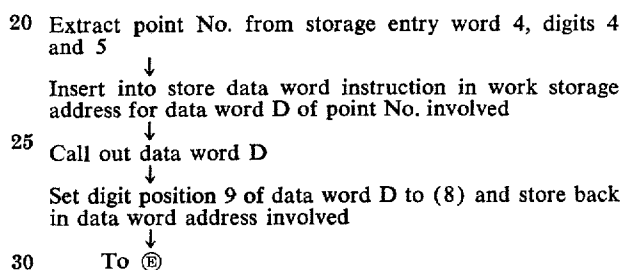 20 Extract point No. from storage entry word 4, digits 4
and 5
↓
Insert into store data word instruction in work storage
address for data word D of point No. involved
↓
25
Call out data word D
↓
Set digit position 9 of data word D to (8) and store back
in data word address involved
↓
30 To Ⓔ